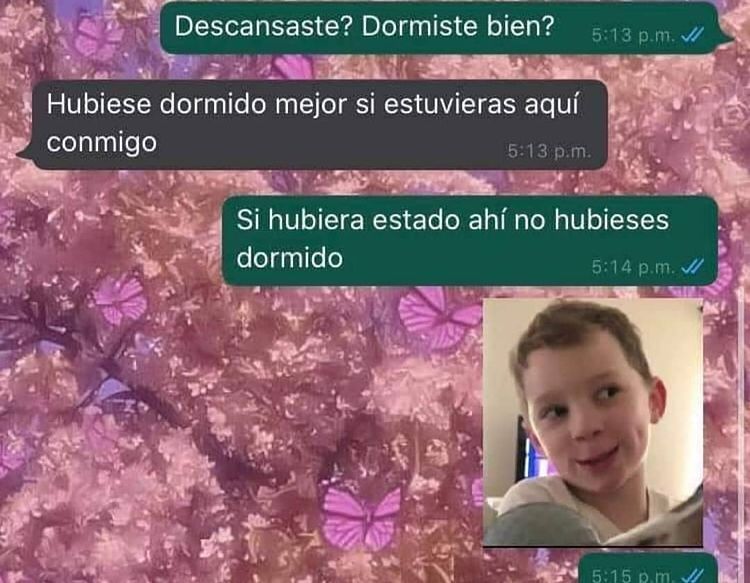 Descansaste? Dormiste bien?
5:13 p.m.
Hubiese dormido mejor si estuvieras aquí
conmigo
5:13 p.m.
Si hubiera estado ahí no hubieses
dormido
5:14 p.m.
5:15 p.m.